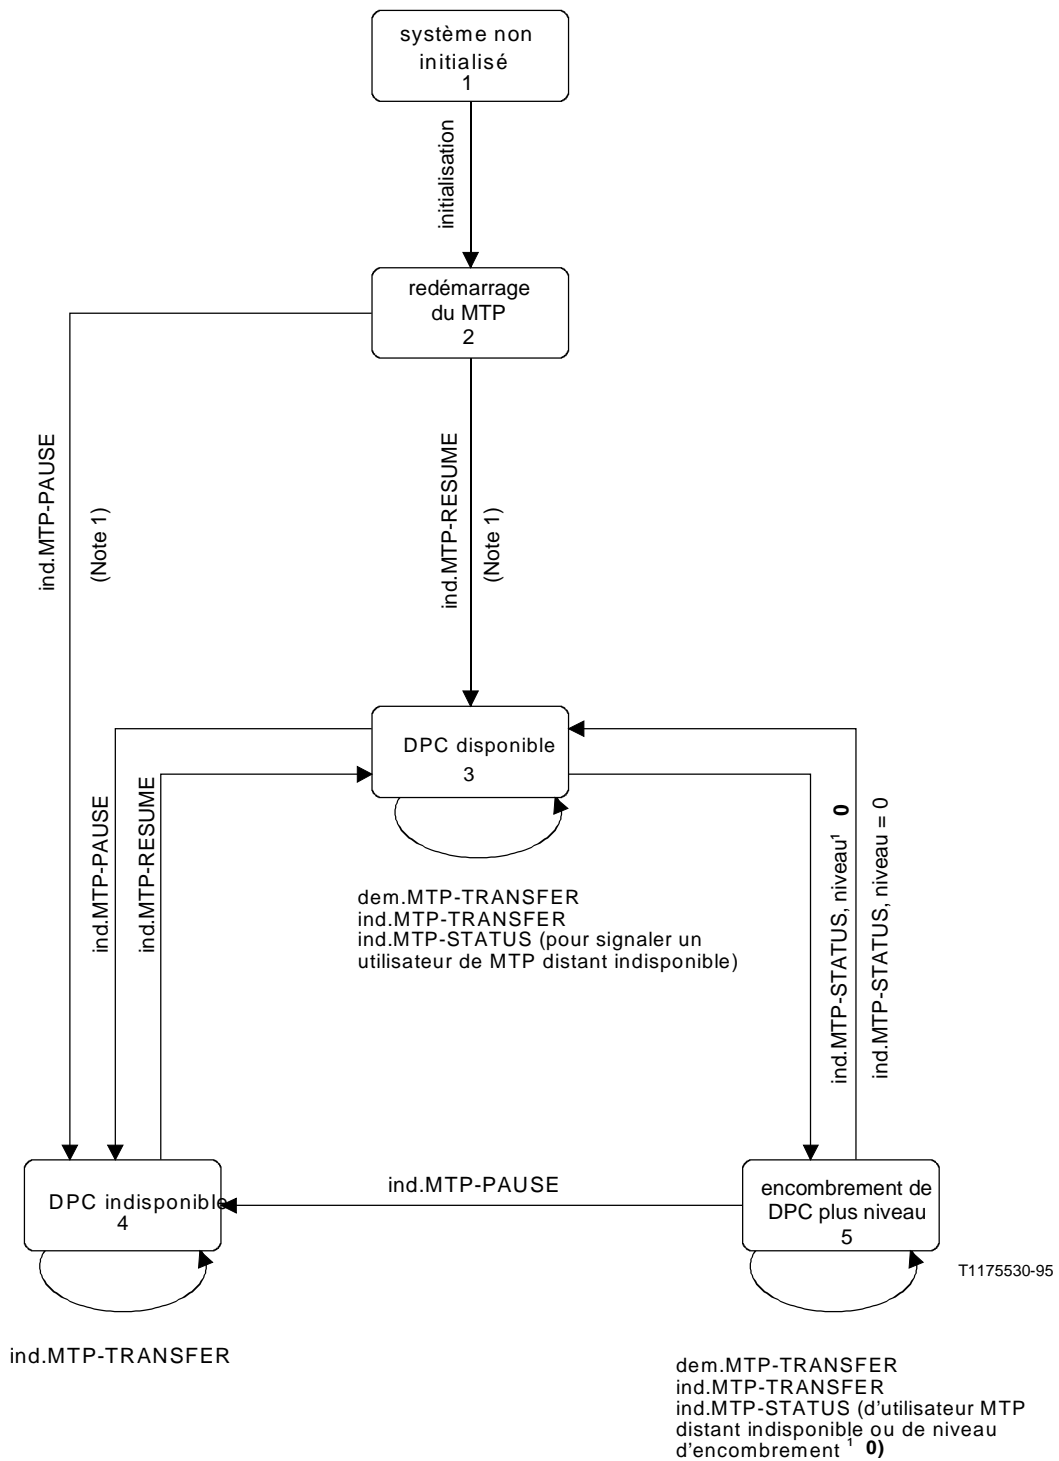 système non
initialisé
1
initialisation
redémarrage
du MTP
2
ind.MTP-PAUSE
(Note 1)
ind.MTP-RESUME
(Note 1)
DPC disponible
3
ind.MTP-PAUSE
ind.MTP-RESUME
dem.MTP-TRANSFER
ind.MTP-TRANSFER
ind.MTP-STATUS (pour signaler un
utilisateur de MTP distant indisponible)
ind.MTP-STATUS, niveau¹ 0
ind.MTP-STATUS, niveau = 0
DPC indisponible
4
ind.MTP-PAUSE
encombrement de
DPC plus niveau
5
T1175530-95
ind.MTP-TRANSFER
dem.MTP-TRANSFER
ind.MTP-TRANSFER
ind.MTP-STATUS (d'utilisateur MTP
distant indisponible ou de niveau
d'encombrement ¹ 0)